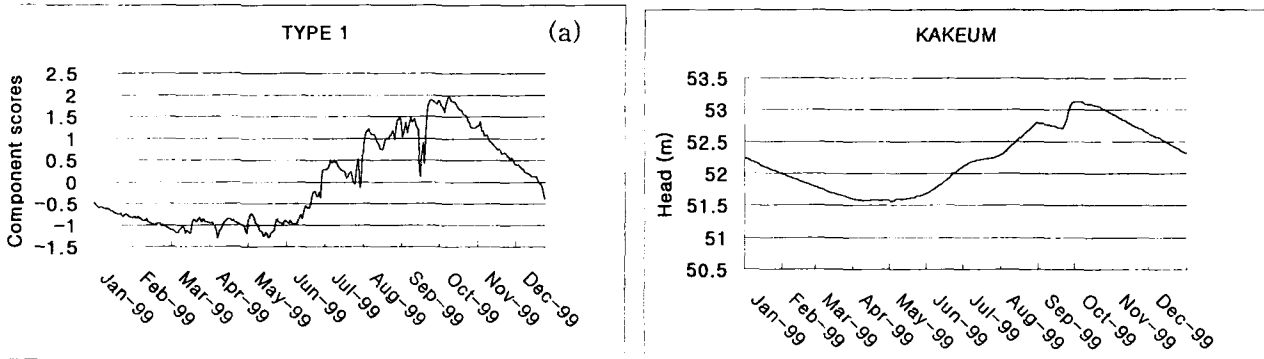 TYPE 1
(a)
Component scores
2.5
2
1.5
1
0.5
0
−0.5
−1
−1.5
Jan−99
Feb−99
Mar−99
Apr−99
May−99
Jun−99
Jul−99
Aug−99
Sep−99
Oct−99
Nov−99
Dec−99
KAKEUM
Head (m)
53.5
53
52.5
52
51.5
51
50.5
Jan−99
Feb−99
Mar−99
Apr−99
May−99
Jun−99
Jul−99
Aug−99
Sep−99
Oct−99
Nov−99
Dec−99